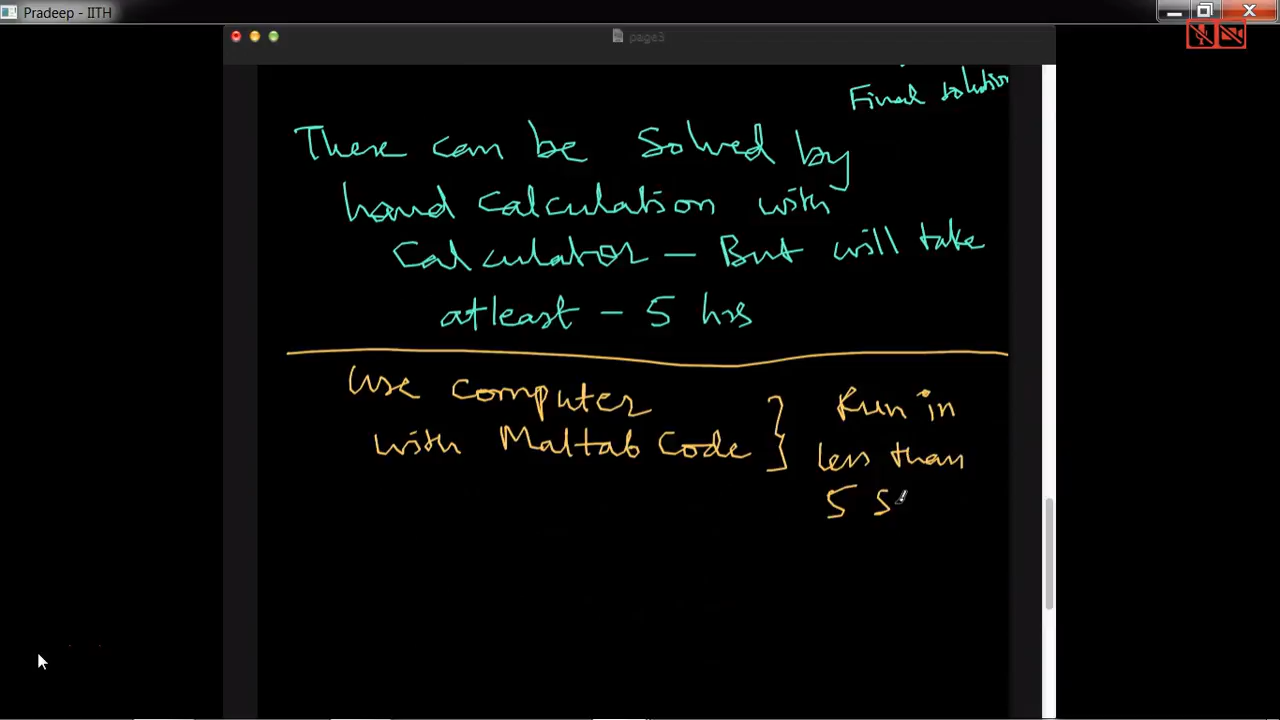 Pradeep - IITH
page3
Final solution
There can be solved by
hand calculation with
Calculator - But will take
atleast - 5 hrs
Use Computer
with Maltab Code } Run in
less than
5 S